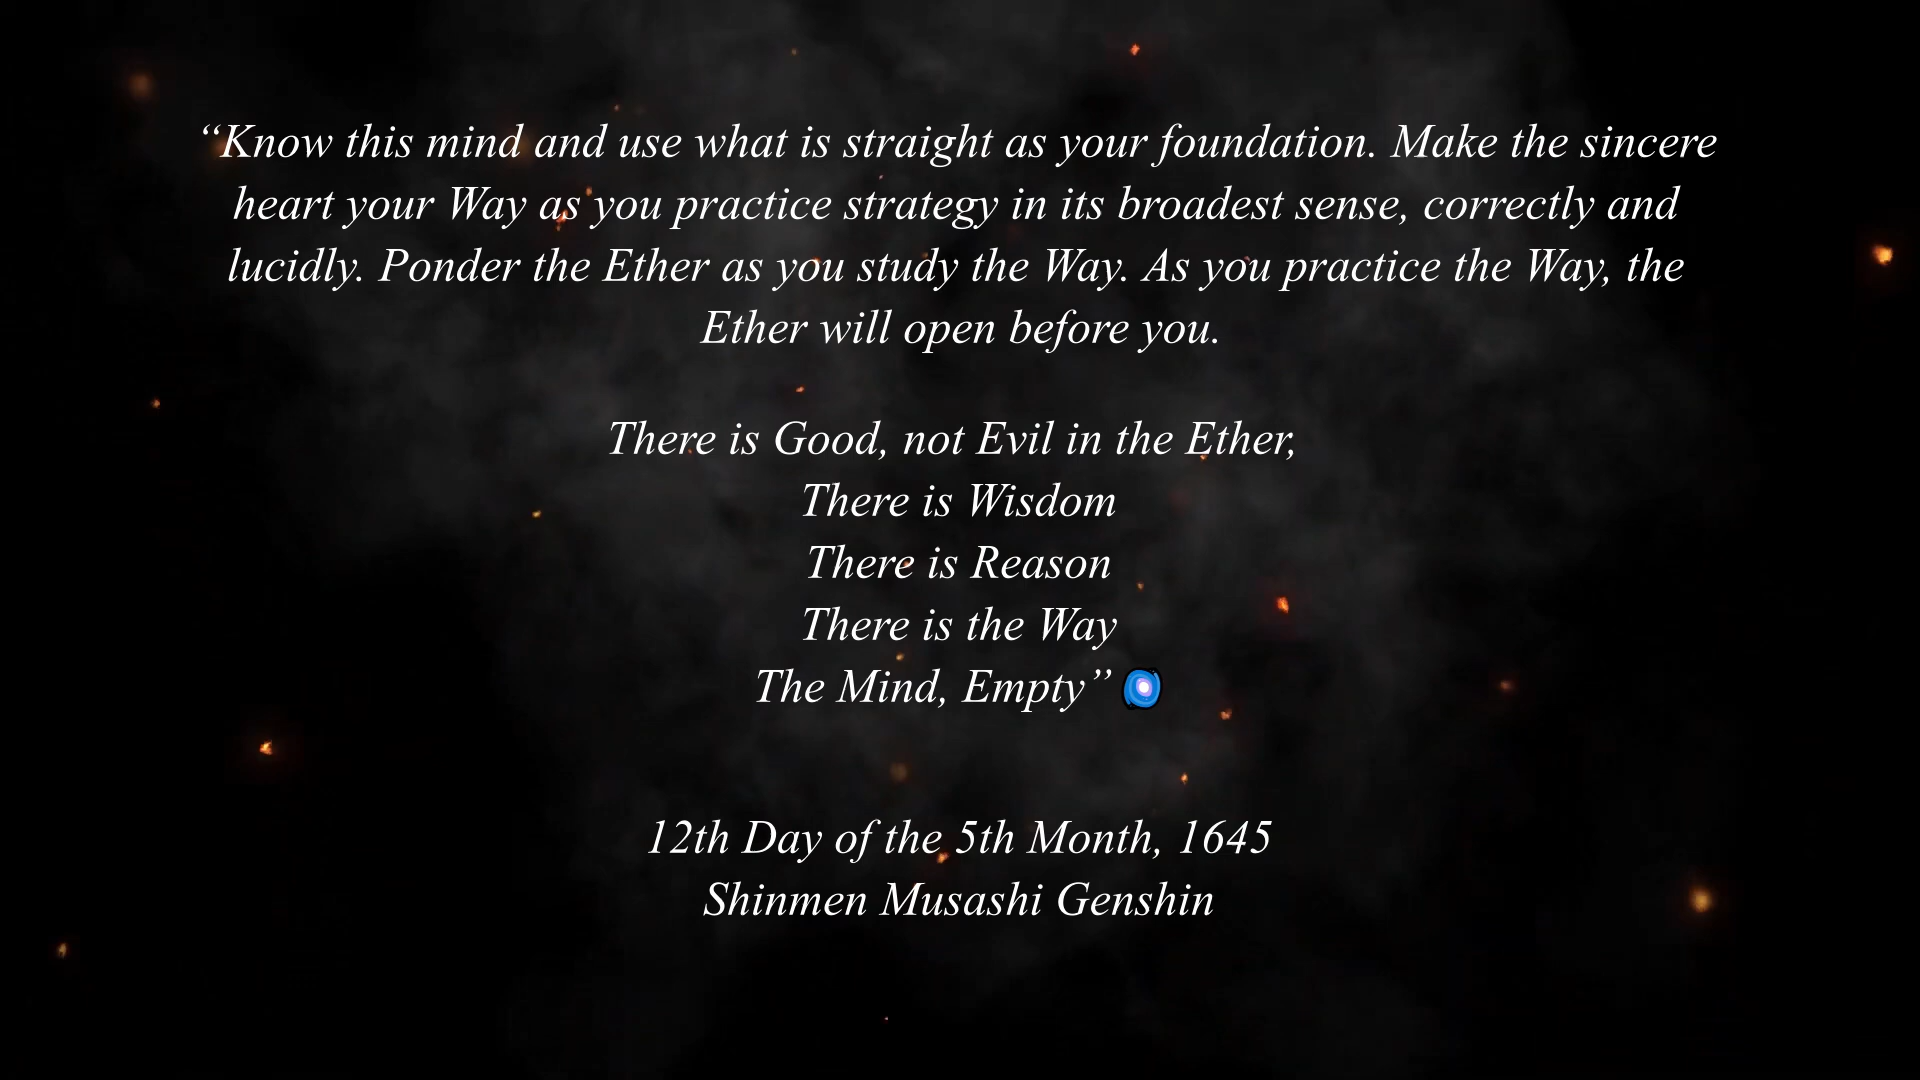 “Know this mind and use what is straight as your foundation. Make the sincere
heart your Way as you practice strategy in its broadest sense, correctly and
lucidly. Ponder the Ether as you study the Way. As you practice the Way, the
Ether will open before you.
There is Good, not Evil in the Ether,
There is Wisdom
There is Reason
There is the Way
The Mind, Empty”
12th Day of the 5th Month, 1645
Shinmen Musashi Genshin